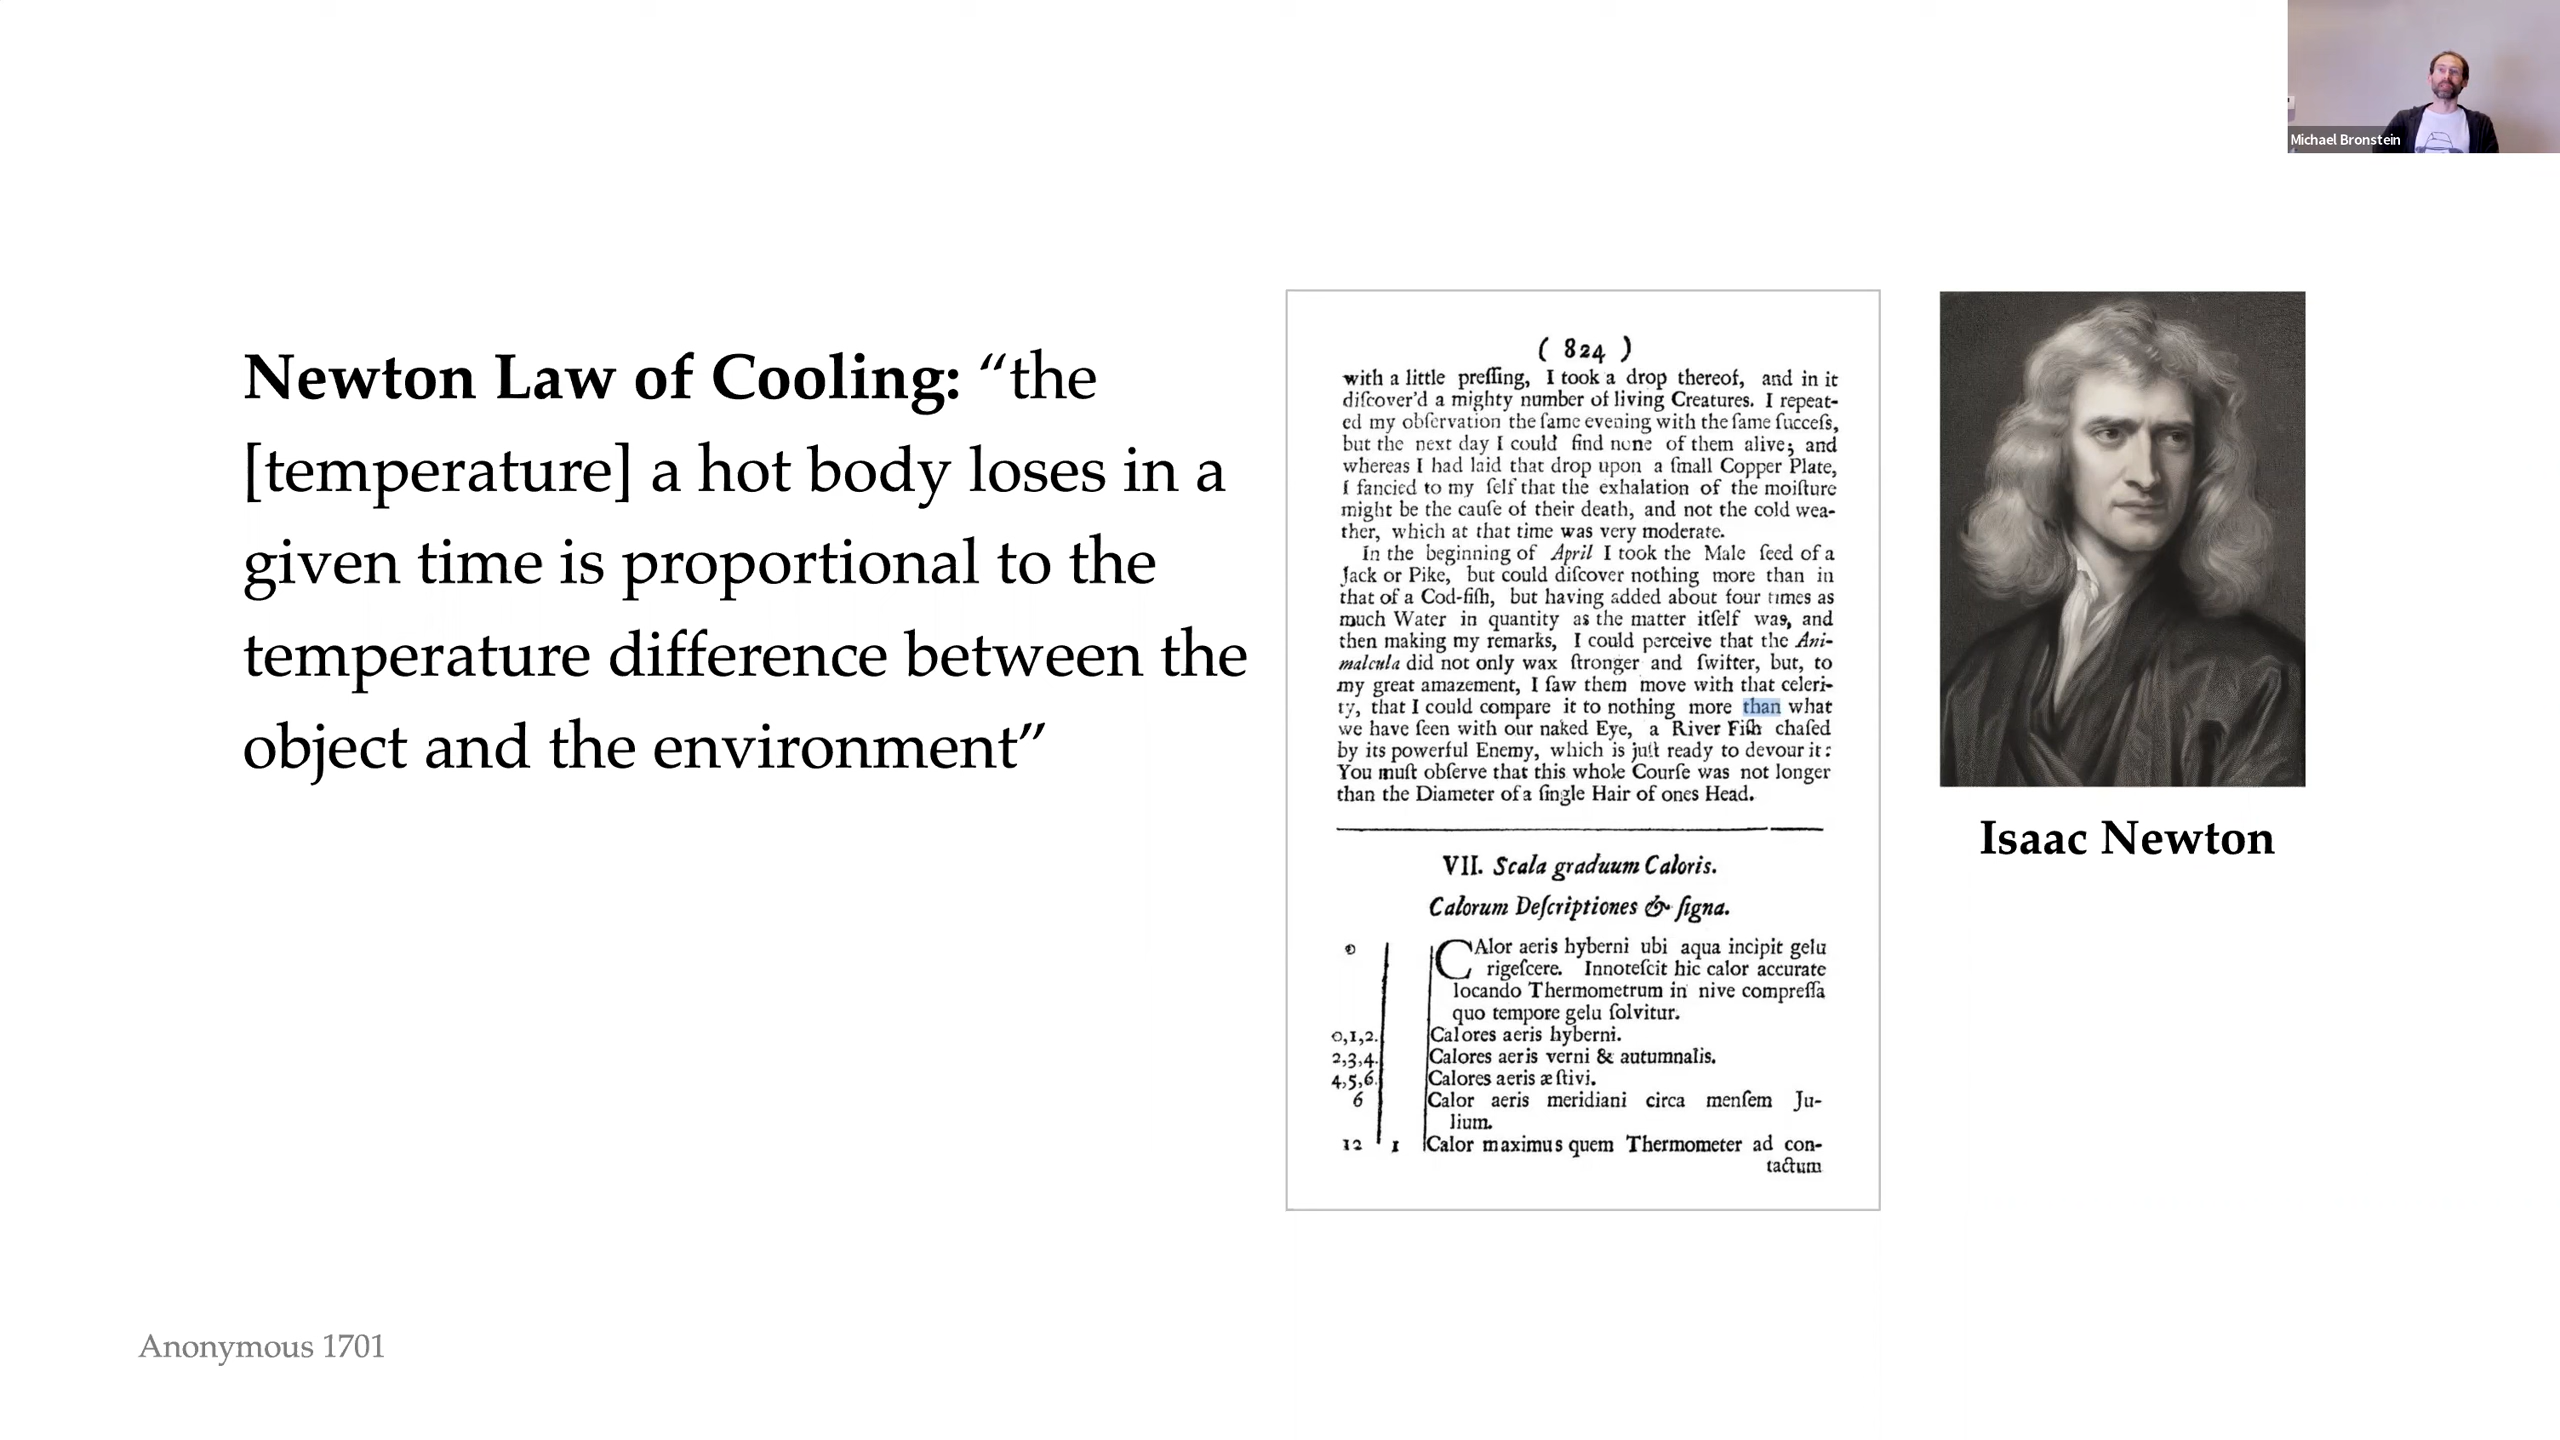 Michael Bronstein
Newton Law of Cooling: “the
[temperature] a hot body loses in a
given time is proportional to the
temperature difference between the
object and the environment”
( 824 )
with a little preſſing, I took a drop thereof, and in it
diſcover'd a mighty number of living Creatures. I repeat-
ed my obſervation the ſame evening with the ſame ſucceſs,
but the next day I could find none of them alive; and
whereas I had laid that drop upon a ſmall Copper Plate,
I fancied to my ſelf that the exhalation of the moiſture
might be the cauſe of their death, and not the cold wea-
ther, which at that time was very moderate.
In the beginning of April I took the Male ſeed of a
Jack or Pike, but could diſcover nothing more than in
that of a Cod-fiſh, but having added about four times as
much Water in quantity as the matter itſelf was, and
then making my remarks, I could perceive that the Ani-
malcula did not only wax ſtronger and ſwifter, but, to
my great amazement, I ſaw them move with that celeri-
ty, that I could compare it to nothing more than what
we have ſeen with our naked Eye, a River Fiſh chaſed
by its powerful Enemy, which is juſt ready to devour it:
You muſt obſerve that this whole Courſe was not longer
than the Diameter of a ſingle Hair of ones Head.
VII. Scala graduum Caloris.
Calorum Deſcriptiones & ſigna.
0 CAlor aeris hyberni ubi aqua incipit gelu
rigeſcere. Innoteſcit hic calor accurate
locando Thermometrum in nive compreſſa
quo tempore gelu ſolvitur.
0,1,2. Calores aeris hyberni.
2,3,4. Calores aeris verni & autumnalis.
4,5,6. Calores aeris æſtivi.
6 Calor aeris meridiani circa menſem Ju-
lium.
12 1 Calor maximus quem Thermometer ad con-
tactum
Isaac Newton
Anonymous 1701